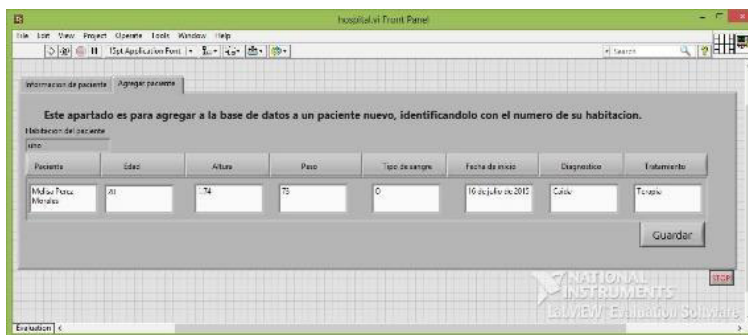 hospital.vi Front Panel
File Edit View Project Operate Tools Window Help
15pt Application Font
Search
Informacion de paciente Agregar paciente
Este apartado es para agregar a la base de datos a un paciente nuevo, identificandolo con el numero de su habitacion.
Habitacion del paciente
uno
Paciente Edad Altura Peso Tipo de sangre Fecha de inicio Diagnostico Tratamiento
Melisa Perez 20 1.74 73 O 16 de julio de 2015 Caida Terapia
Morales
Guardar
STOP
NATIONAL
INSTRUMENTS
LabVIEW Evaluation Software
Evaluation